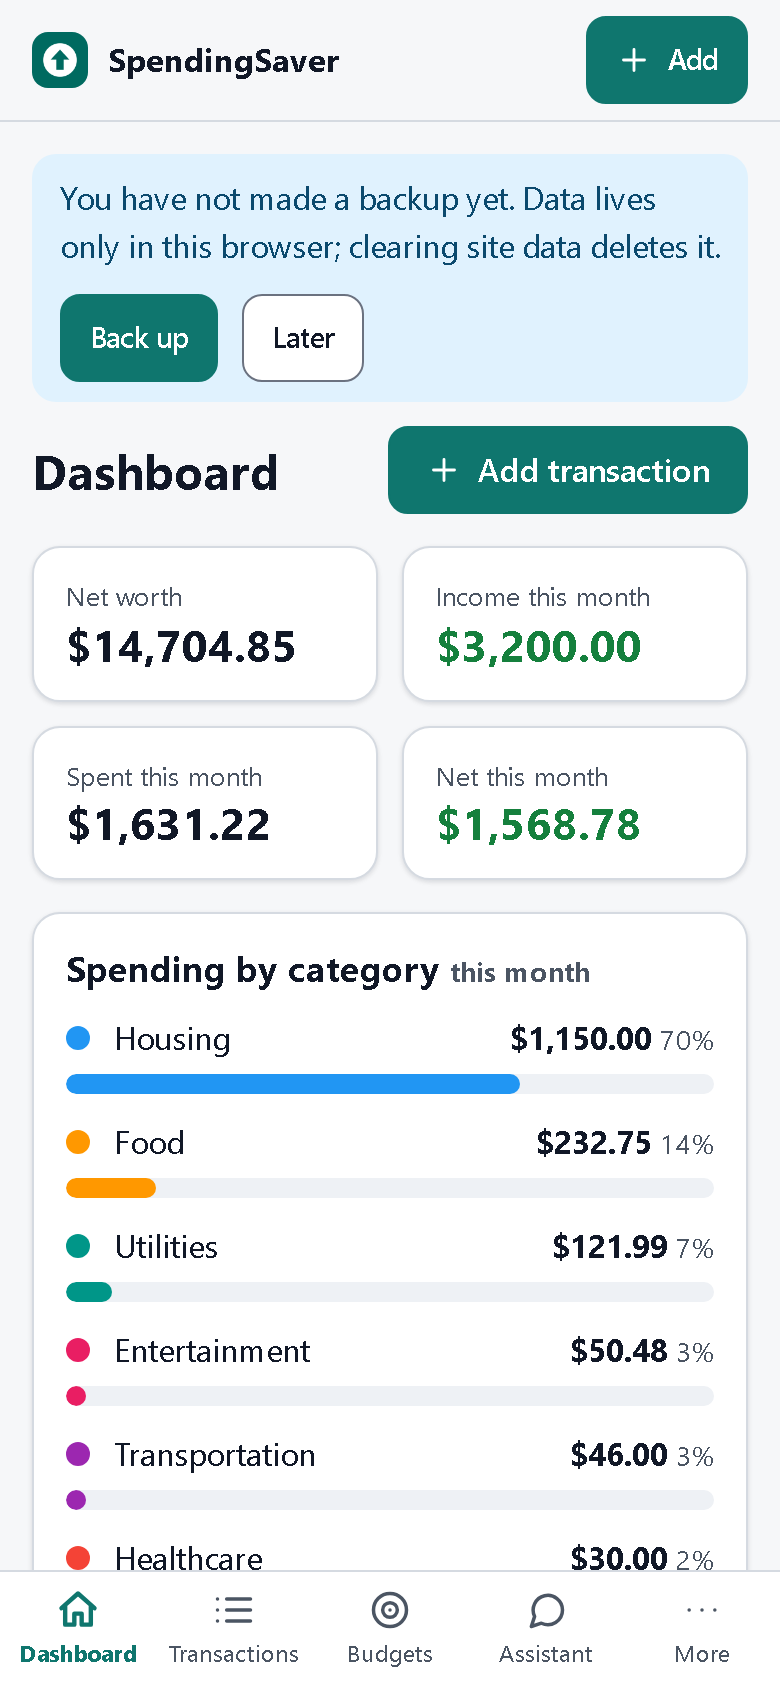 SpendingSaver
Add
You have not made a backup yet. Data lives
only in this browser; clearing site data deletes it.
Back up
Later
Dashboard
Add transaction
Net worth
$14,704.85
Income this month
$3,200.00
Spent this month
$1,631.22
Net this month
$1,568.78
Spending by category this month
Housing $1,150.00 70%
Food $232.75 14%
Utilities $121.99 7%
Entertainment $50.48 3%
Transportation $46.00 3%
Healthcare $30.00 2%
Dashboard
Transactions
Budgets
Assistant
More